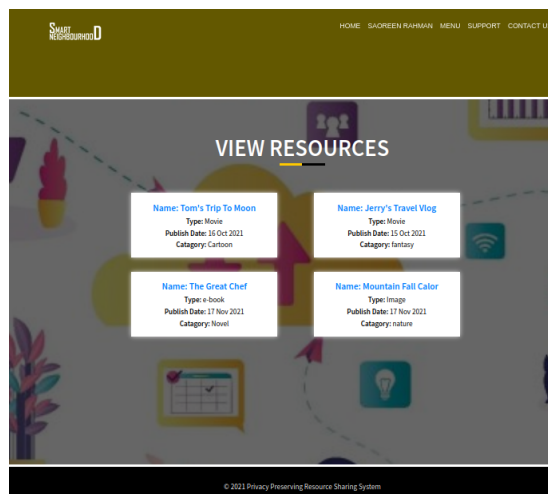 SMART
NEIGHBOURHOOD
HOME SAOREEN RAHMAN MENU SUPPORT CONTACT U
VIEW RESOURCES
Name: Tom's Trip To Moon
Type: Movie
Publish Date: 16 Oct 2021
Catagory: Cartoon
Name: Jerry's Travel Vlog
Type: Movie
Publish Date: 15 Oct 2021
Catagory: fantasy
Name: The Great Chef
Type: e-book
Publish Date: 17 Nov 2021
Catagory: Novel
Name: Mountain Fall Calor
Type: Image
Publish Date: 17 Nov 2021
Catagory: nature
© 2021 Privacy Preserving Resource Sharing System